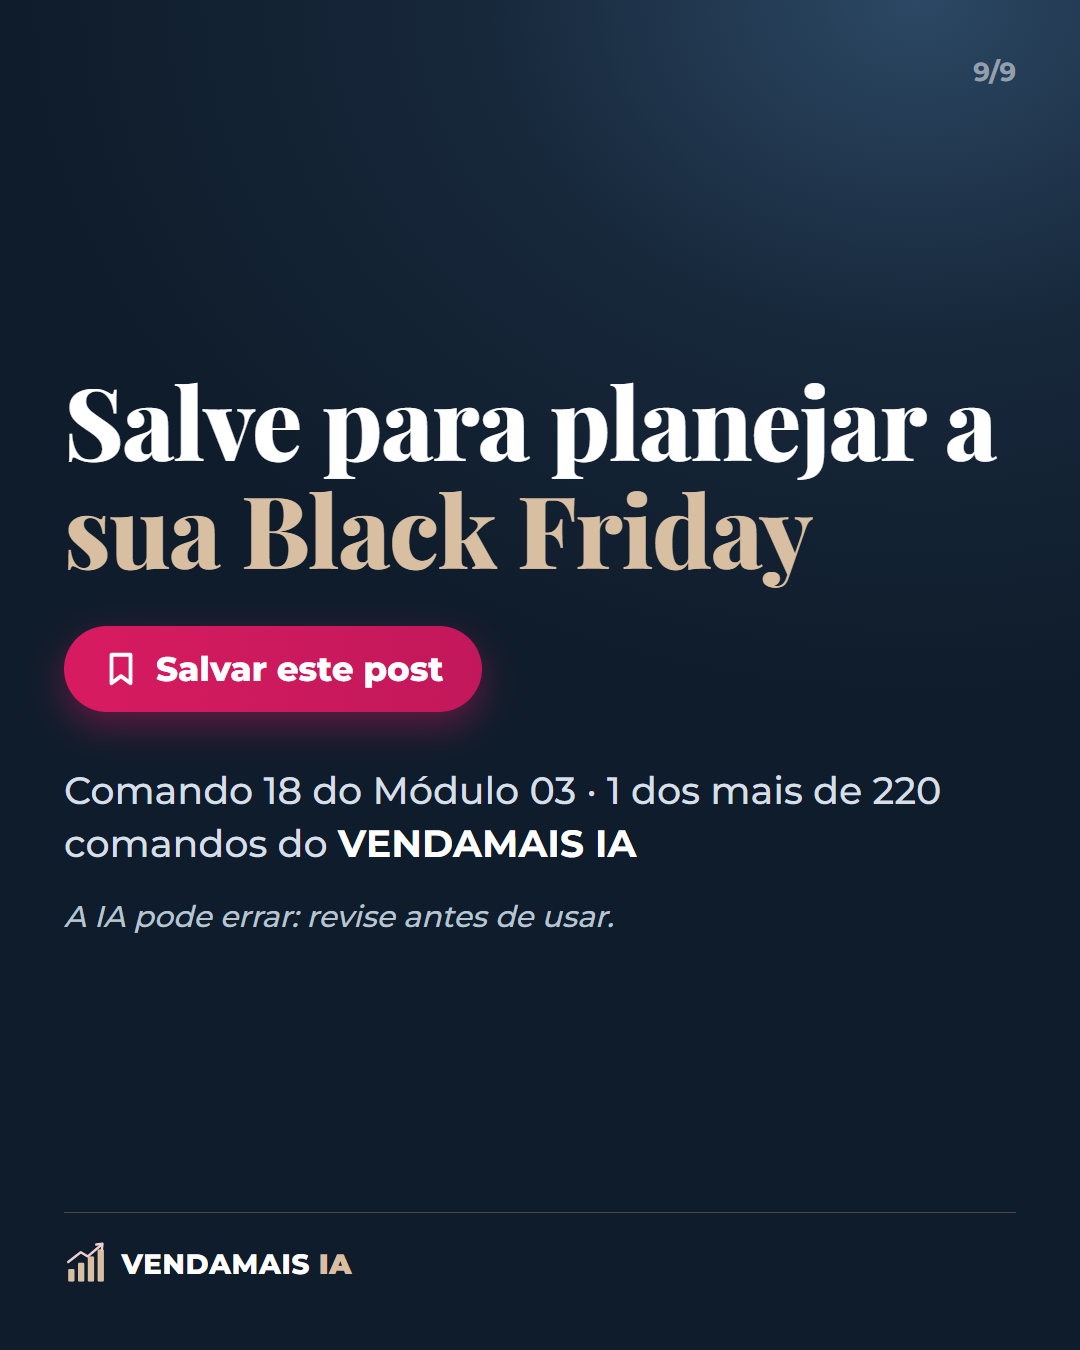 9/9
Salve para planejar a
sua Black Friday
Salvar este post
Comando 18 do Módulo 03 · 1 dos mais de 220
comandos do VENDAMAIS IA
A IA pode errar: revise antes de usar.
VENDAMAIS IA